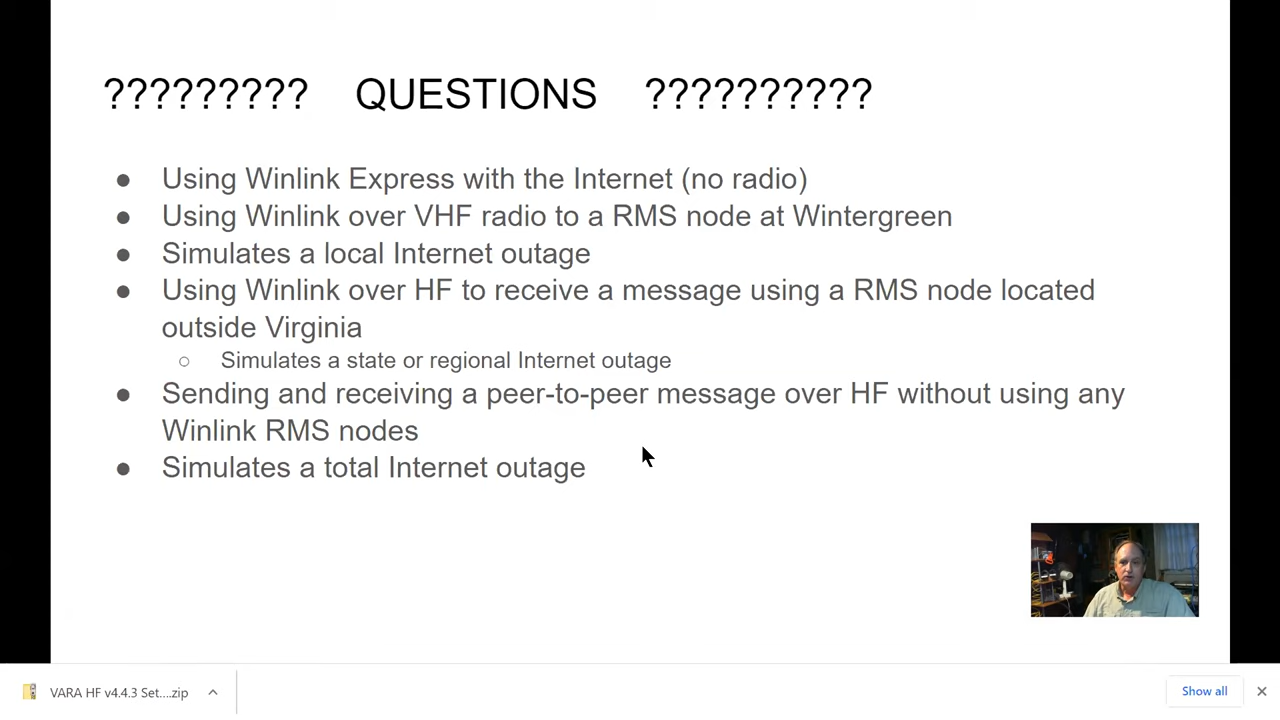 ????????? QUESTIONS ??????????
● Using Winlink Express with the Internet (no radio)
● Using Winlink over VHF radio to a RMS node at Wintergreen
● Simulates a local Internet outage
● Using Winlink over HF to receive a message using a RMS node located
outside Virginia
○ Simulates a state or regional Internet outage
● Sending and receiving a peer-to-peer message over HF without using any
Winlink RMS nodes
● Simulates a total Internet outage
VARA HF v4.4.3 Set....zip
Show all